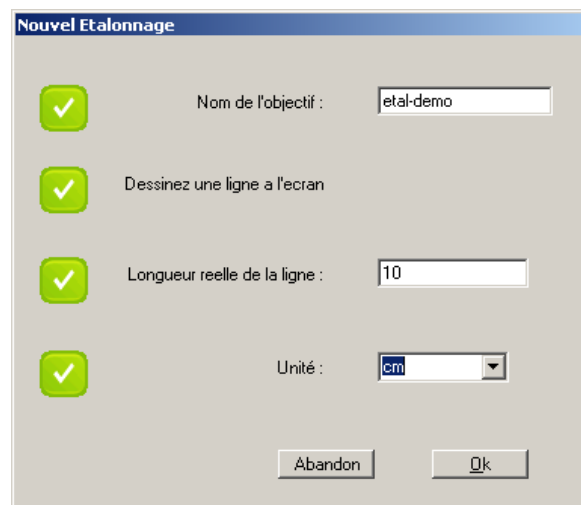 Nouvel Etalonnage
Nom de l'objectif : etal-demo
Dessinez une ligne a l'ecran
Longueur reelle de la ligne : 10
Unité : cm
Abandon Ok